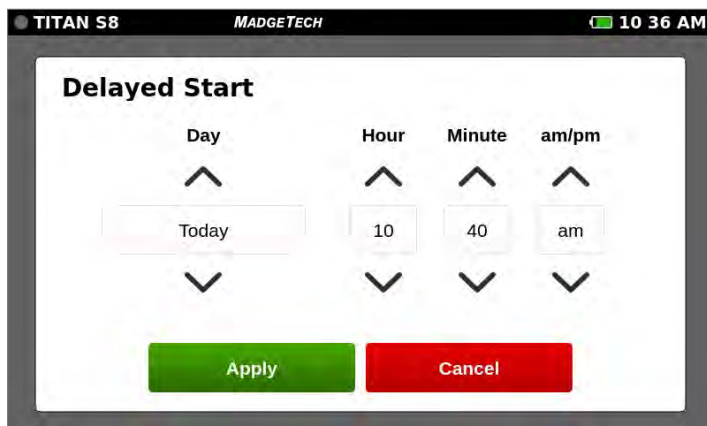 TITAN S8 MADGETECH 10 36 AM
Delayed Start
Day Hour Minute am/pm
Today 10 40 am
Apply Cancel